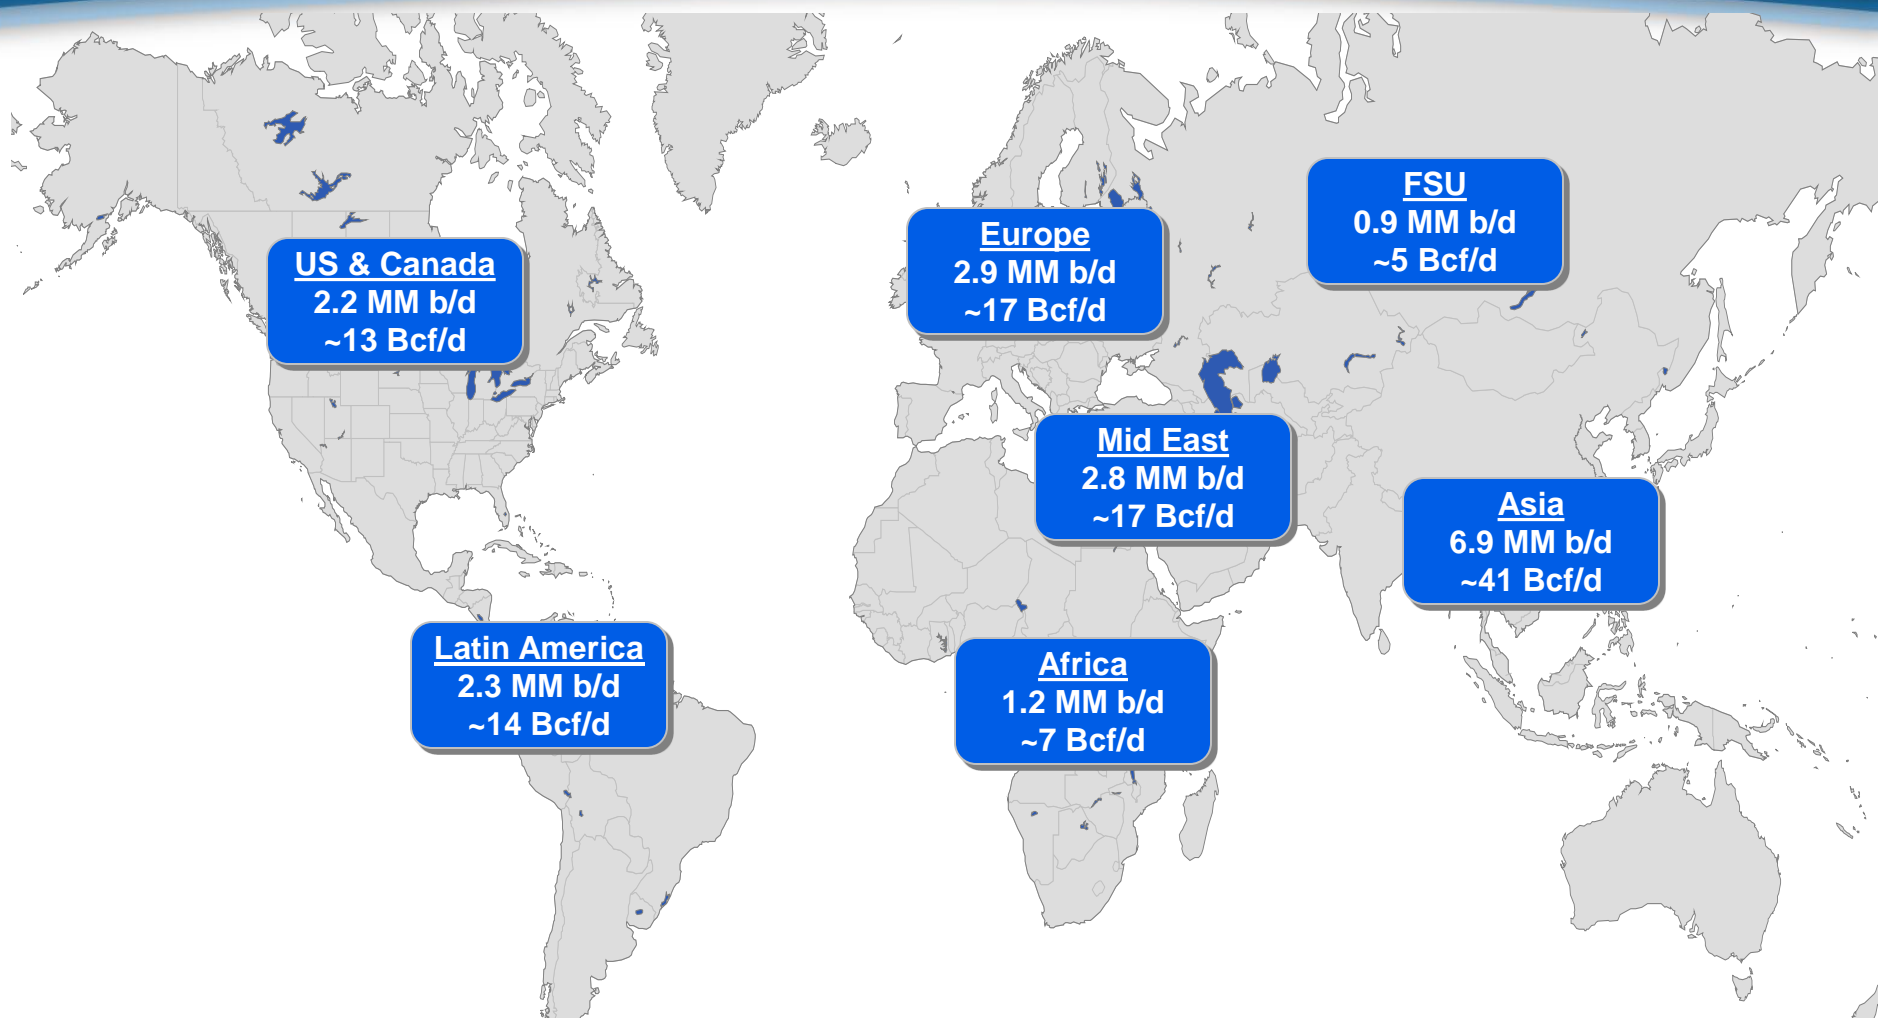 US & Canada
2.2 MM b/d
~13 Bcf/d
Europe
2.9 MM b/d
~17 Bcf/d
FSU
0.9 MM b/d
~5 Bcf/d
Mid East
2.8 MM b/d
~17 Bcf/d
Asia
6.9 MM b/d
~41 Bcf/d
Latin America
2.3 MM b/d
~14 Bcf/d
Africa
1.2 MM b/d
~7 Bcf/d